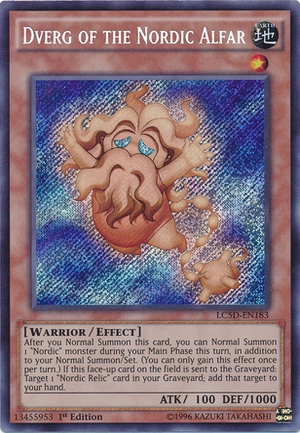 DVERG OF THE NORDIC ALFAR
EARTH
地
LC5D-EN183
[WARRIOR / EFFECT]
After you Normal Summon this card, you can Normal Summon
1 "Nordic" monster during your Main Phase this turn, in addition
to your Normal Summon/Set. (You can only gain this effect once
per turn.) If this face-up card on the field is sent to the Graveyard:
Target 1 "Nordic Relic" card in your Graveyard; add that target to
your hand.
ATK/ 100 DEF/1000
13455953 1st Edition ©1996 KAZUKI TAKAHASHI